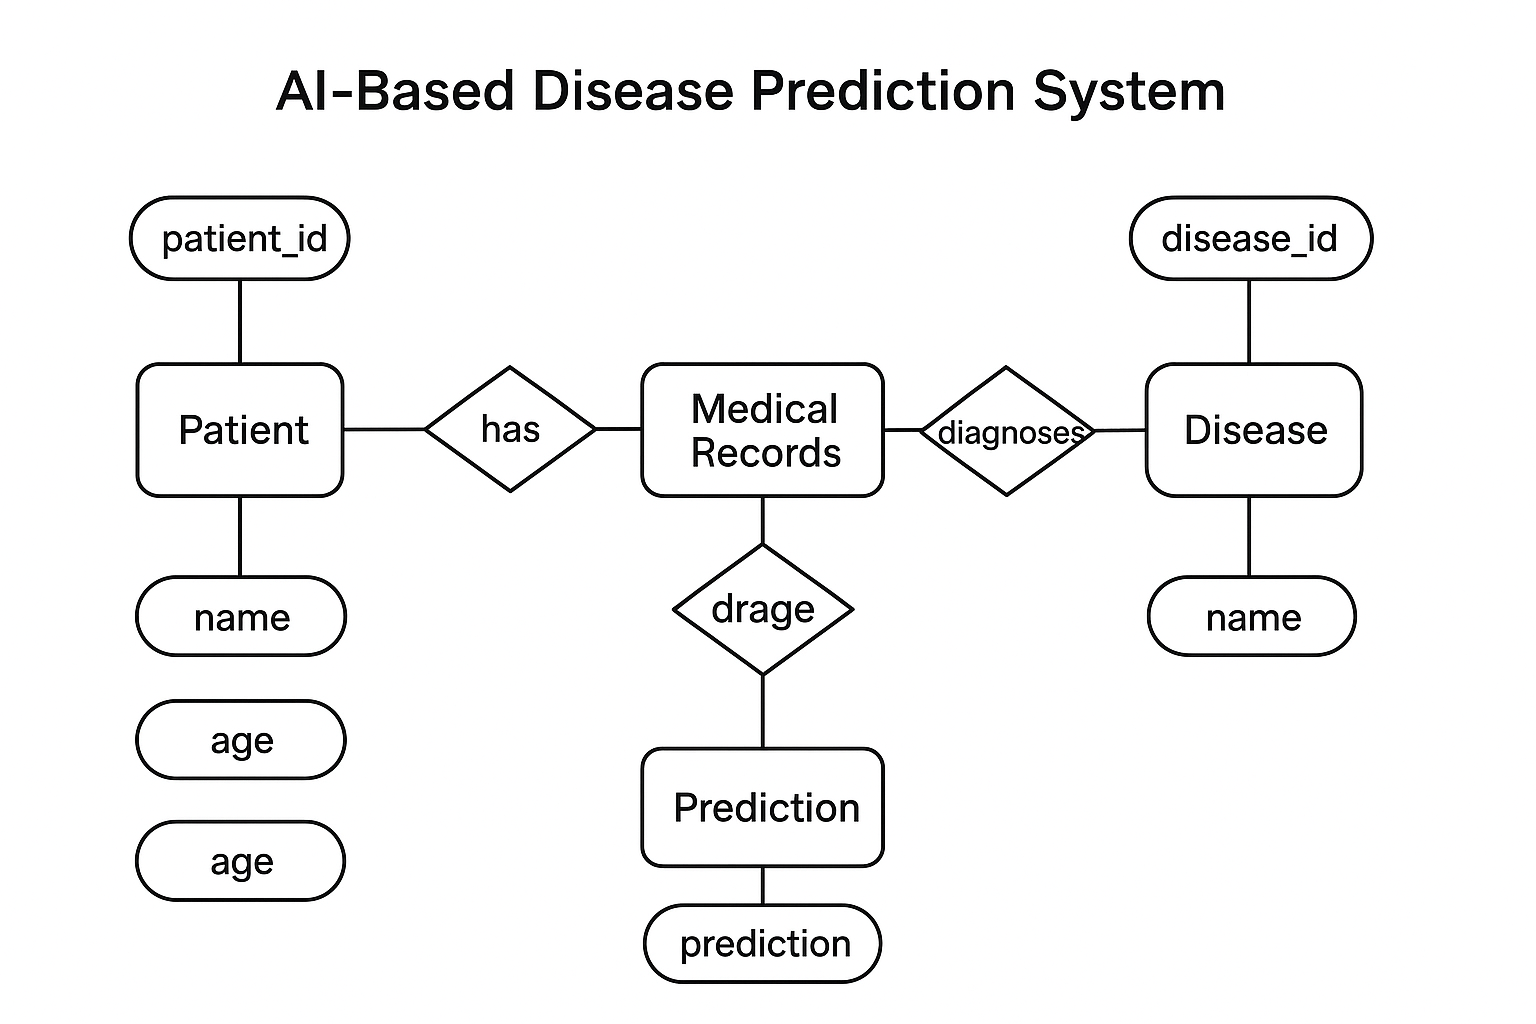 AI-Based Disease Prediction System
patient_id
disease_id
Patient
has
Medical
Records
diagnoses
Disease
name
drage
name
age
Prediction
age
prediction